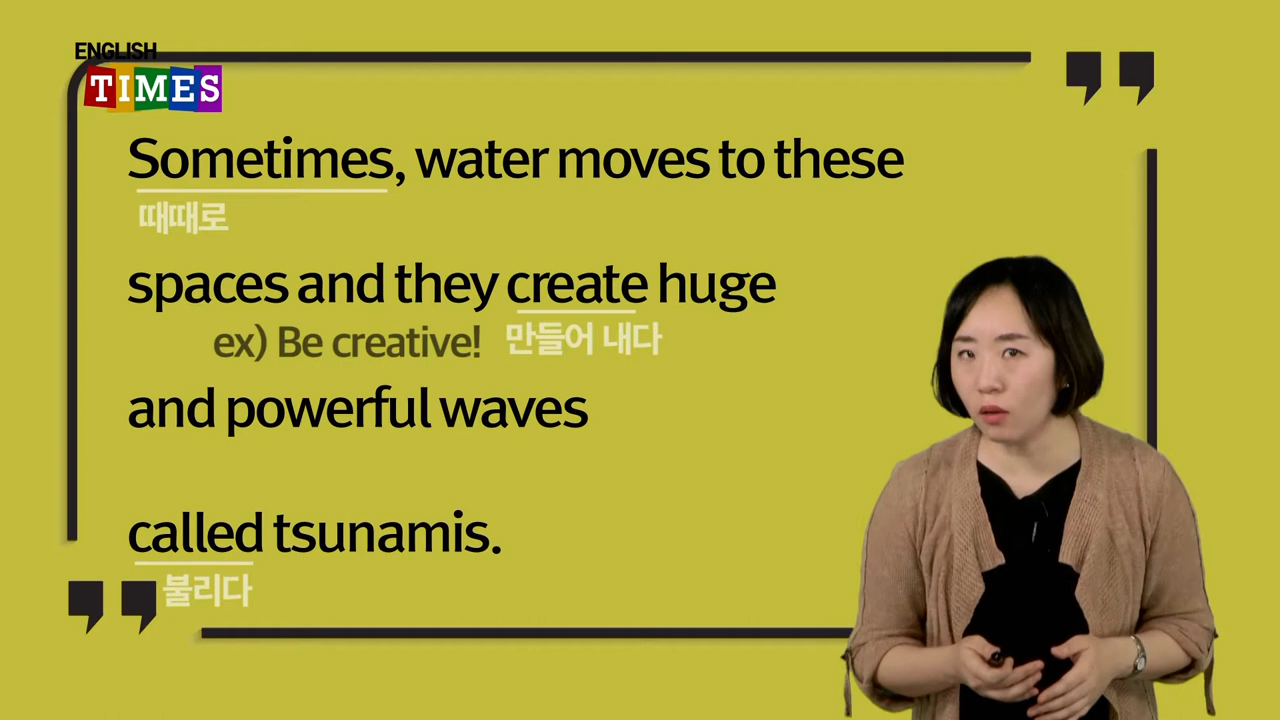 ENGLISH
TIMES
Sometimes, water moves to these
때때로
spaces and they create huge
ex) Be creative! 만들어 내다
and powerful waves
called tsunamis.
불리다